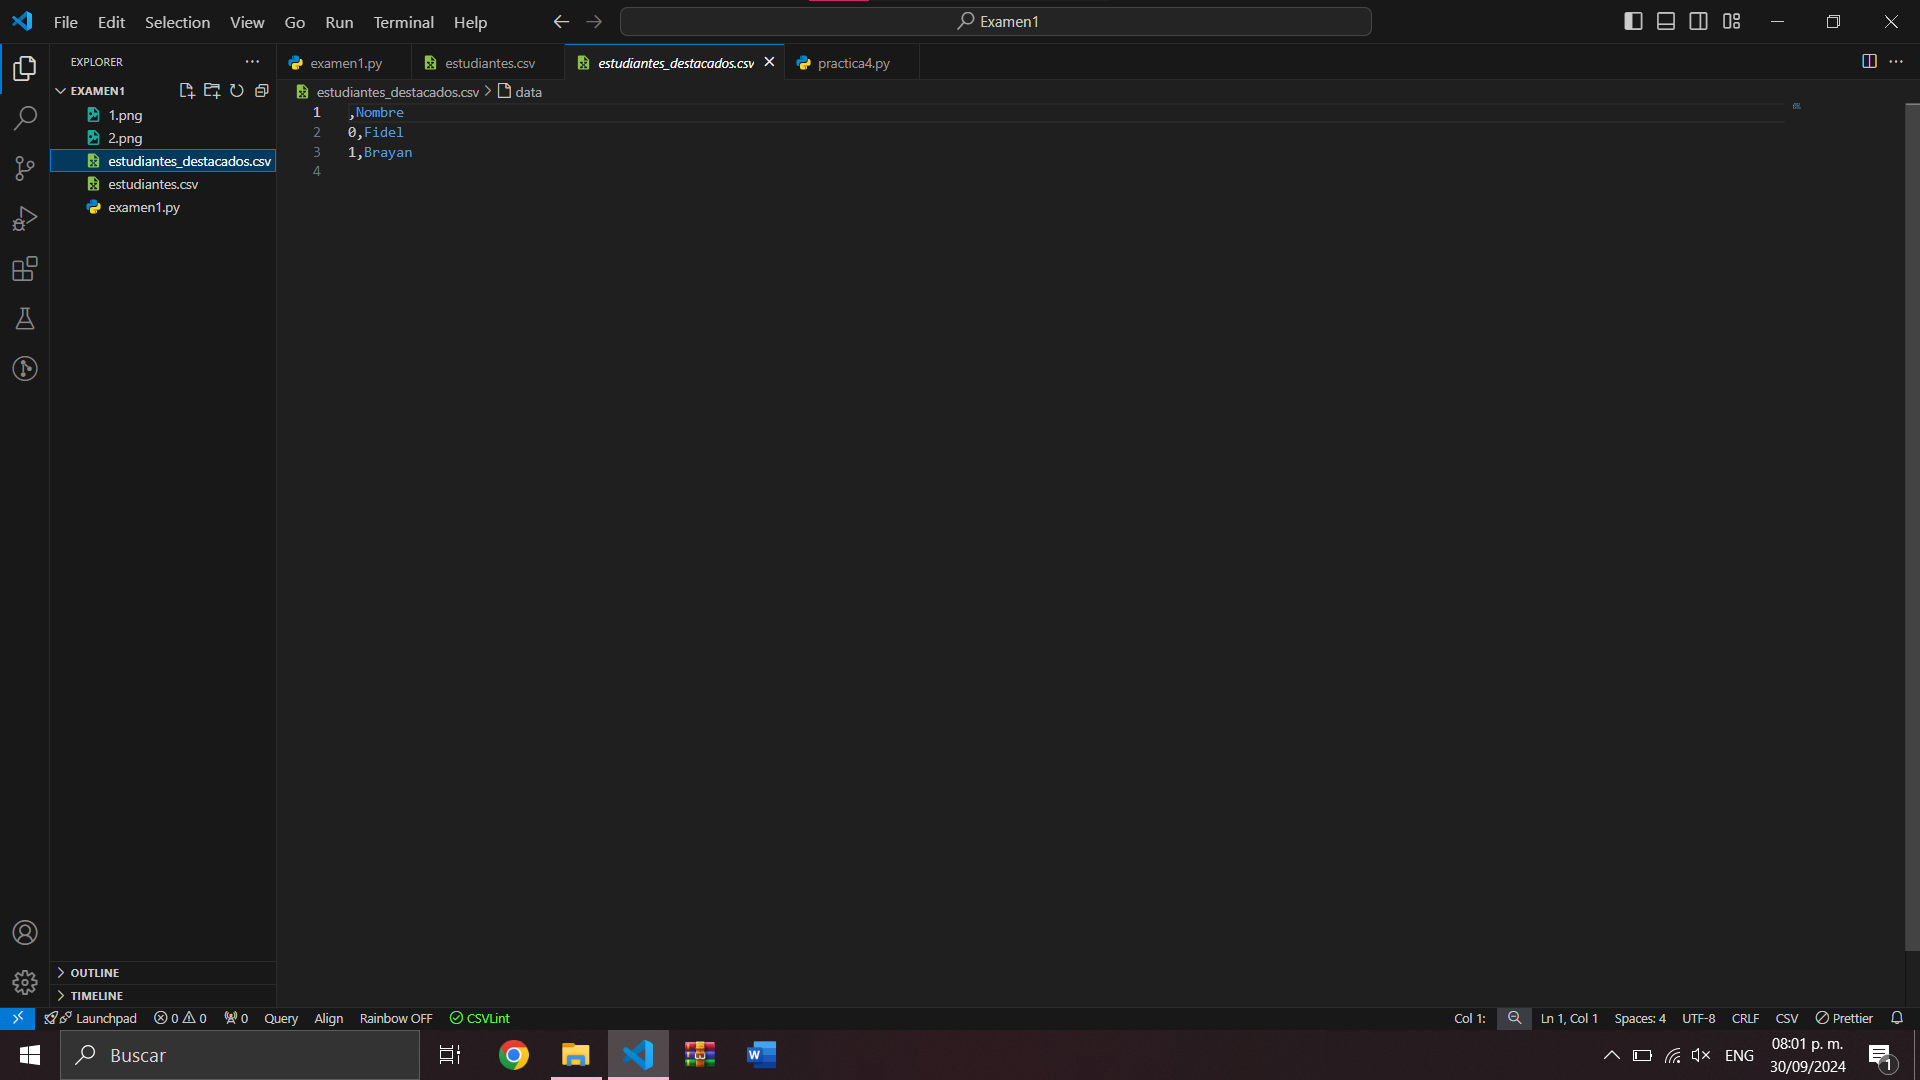 File Edit Selection View Go Run Terminal Help
Examen1
EXPLORER
examen1.py
estudiantes.csv
estudiantes_destacados.csv
practica4.py
EXAMEN1
estudiantes_destacados.csv > data
1.png
2.png
estudiantes_destacados.csv
estudiantes.csv
examen1.py
1 ,Nombre
2 0,Fidel
3 1,Brayan
4
OUTLINE
TIMELINE
Launchpad 0 0 0 Query Align Rainbow OFF CSVLint
Col 1: Ln 1, Col 1 Spaces: 4 UTF-8 CRLF CSV Prettier
Buscar
ENG
08:01 p. m.
30/09/2024
1